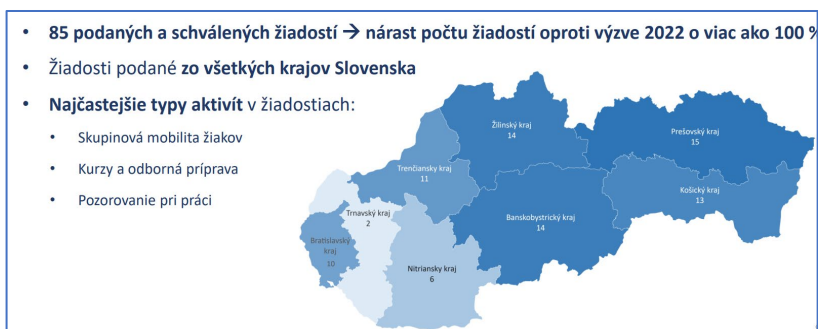 • 85 podaných a schválených žiadostí → nárast počtu žiadostí oproti výzve 2022 o viac ako 100 %
• Žiadosti podané zo všetkých krajov Slovenska
• Najčastejšie typy aktivít v žiadostiach:
• Skupinová mobilita žiakov
• Kurzy a odborná príprava
• Pozorovanie pri práci
Žilinský kraj
14
Prešovský kraj
15
Trenčiansky kraj
11
Košický kraj
13
Trnavský kraj
2
Banskobystrický kraj
14
Bratislavský
kraj
10
Nitriansky kraj
6